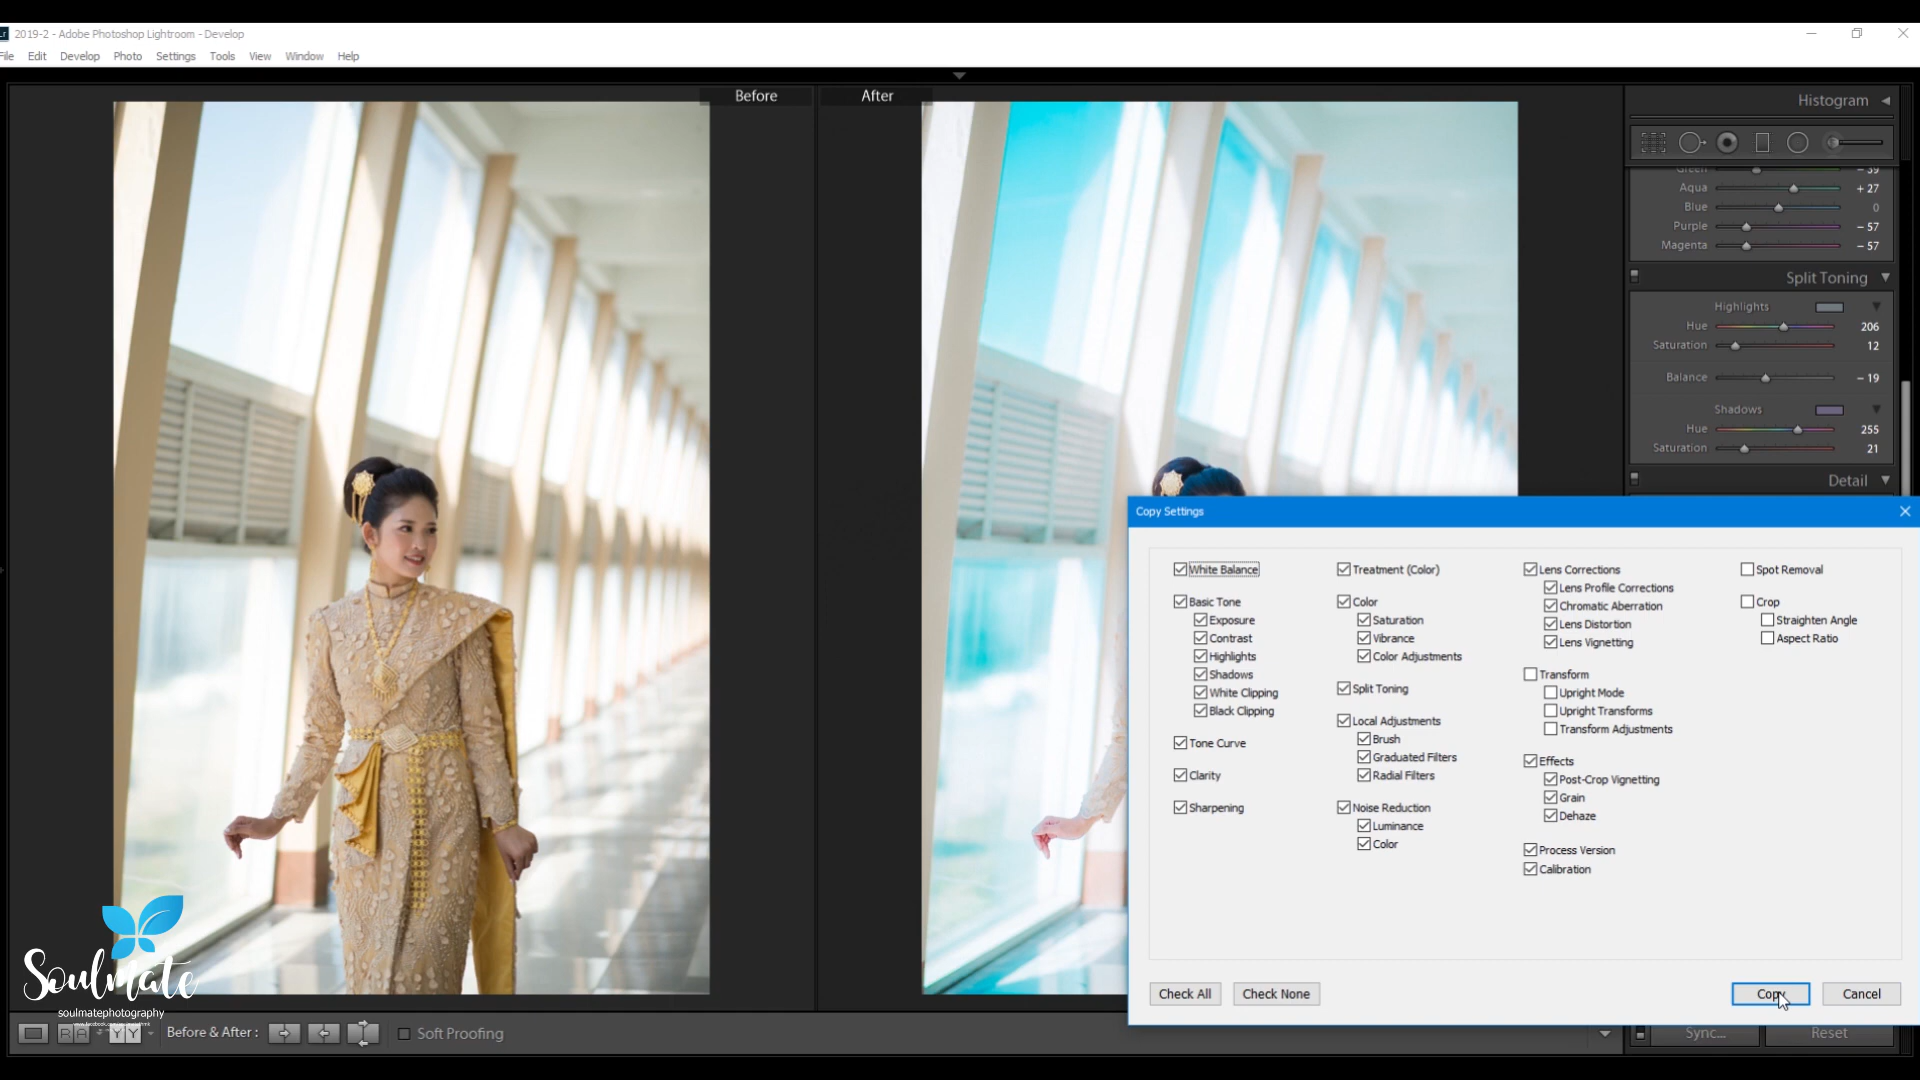 2019-2 - Adobe Photoshop Lightroom - Develop
File Edit Develop Photo Settings Tools View Window Help
Before
After
Histogram
Green - 39
Aqua + 27
Blue 0
Purple - 57
Magenta - 57
Split Toning
Highlights
Hue 206
Saturation 12
Balance - 19
Shadows
Hue 255
Saturation 21
Detail
Copy Settings
White Balance
Basic Tone
Exposure
Contrast
Highlights
Shadows
White Clipping
Black Clipping
Tone Curve
Clarity
Sharpening
Treatment (Color)
Color
Saturation
Vibrance
Color Adjustments
Split Toning
Local Adjustments
Brush
Graduated Filters
Radial Filters
Noise Reduction
Luminance
Color
Lens Corrections
Lens Profile Corrections
Chromatic Aberration
Lens Distortion
Lens Vignetting
Transform
Upright Mode
Upright Transforms
Transform Adjustments
Effects
Post-Crop Vignetting
Grain
Dehaze
Process Version
Calibration
Spot Removal
Crop
Straighten Angle
Aspect Ratio
Check All
Check None
Copy
Cancel
Soulmate
soulmatephotography
RA
YY
Before & After :
Soft Proofing
Sync...
Reset